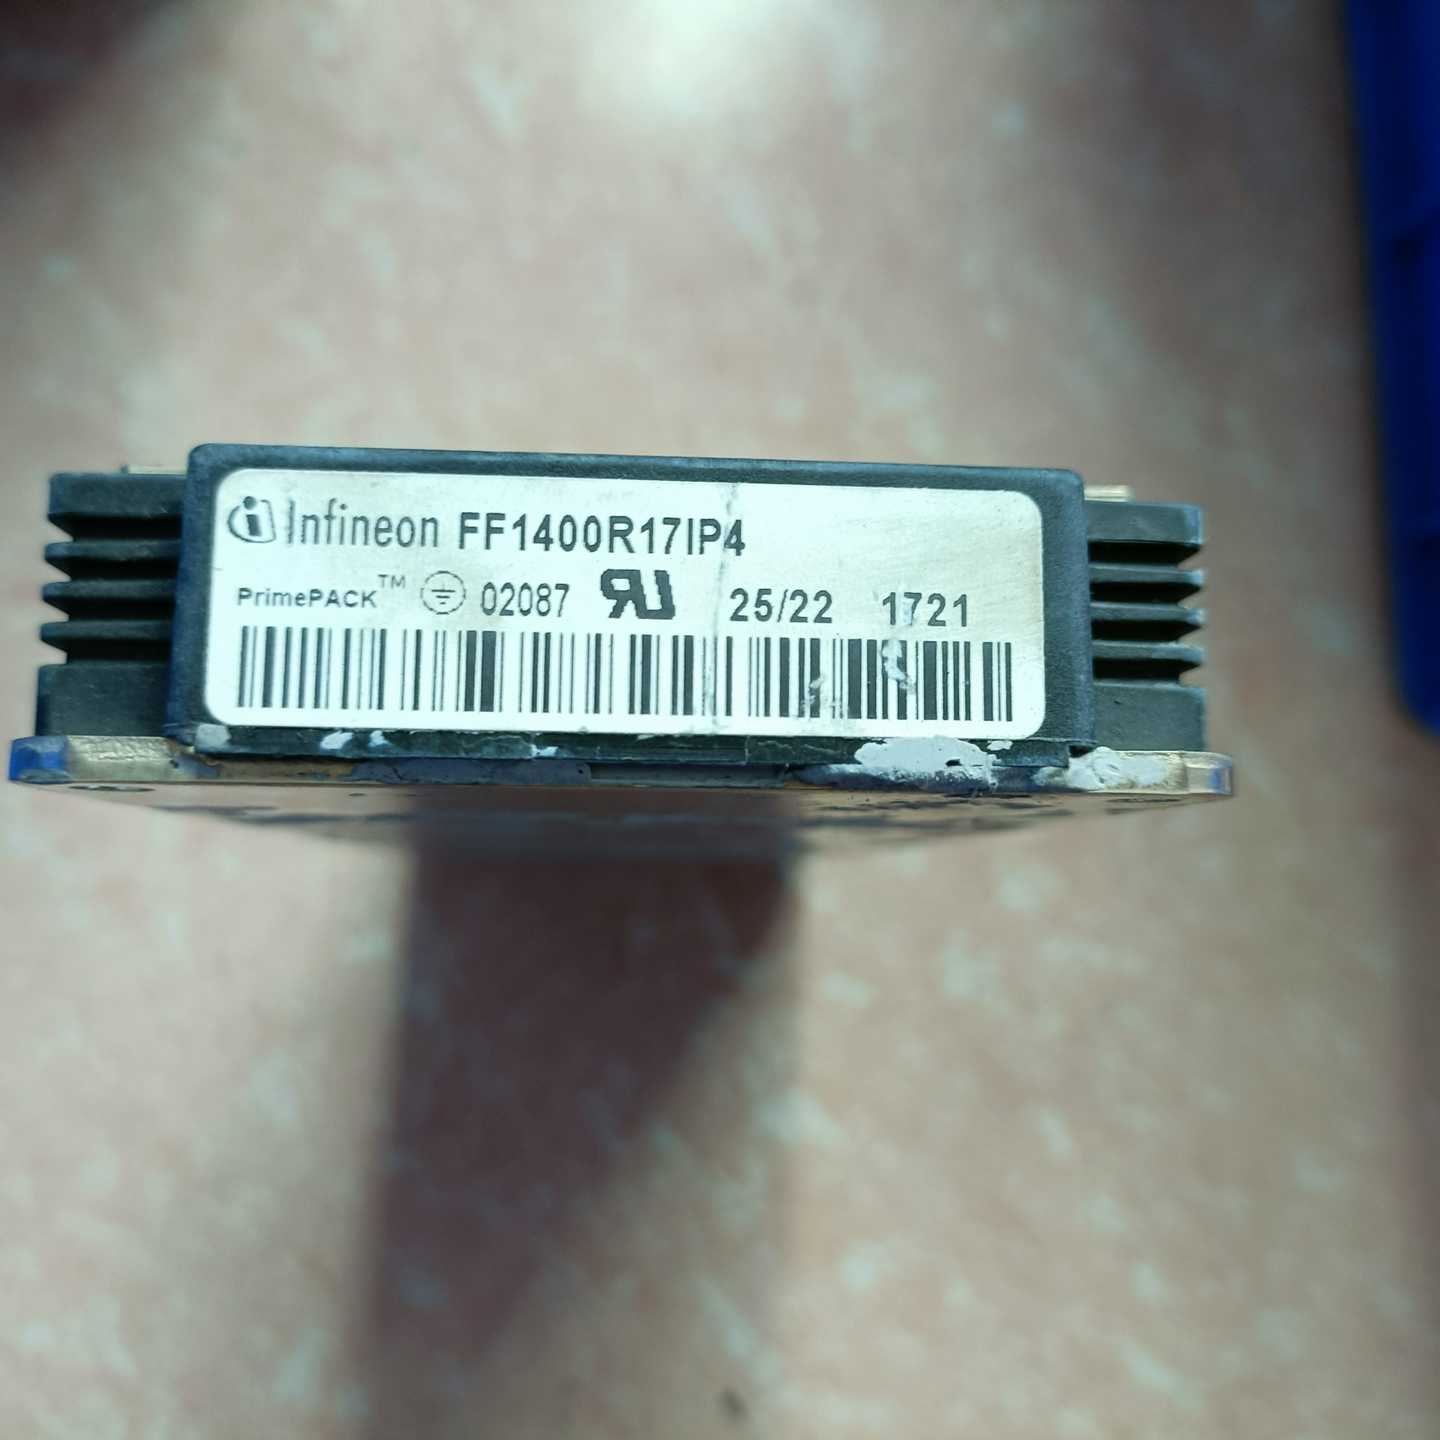 Infineon FF1400R17IP4
PrimePACK™ 02087 25/22 1721